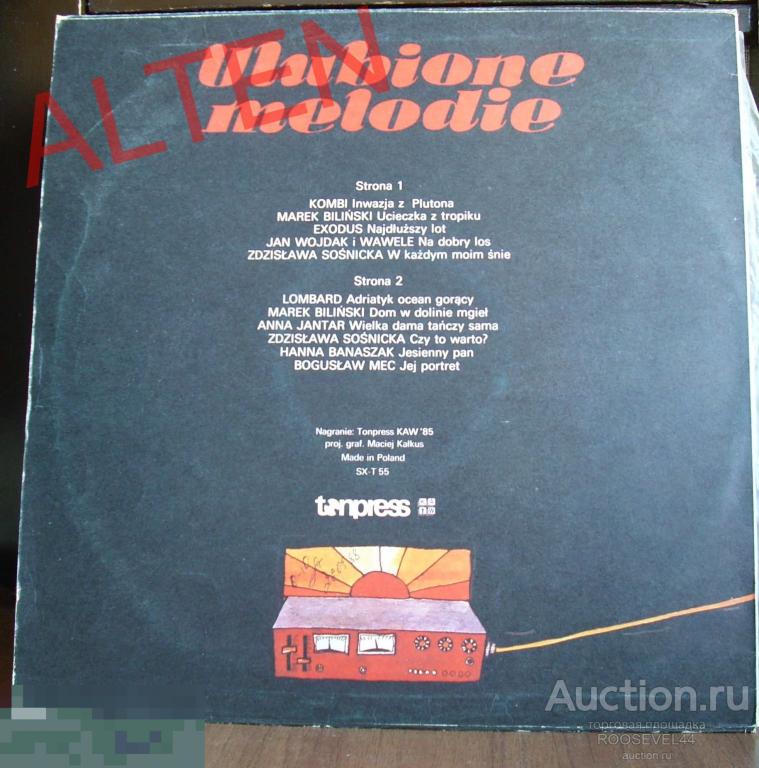 ALTEN
Ulubione
melodie
Strona 1
KOMBI Inwazja z Plutona
MAREK BILIŃSKI Ucieczka z tropiku
EXODUS Najdłuższy lot
JAN WOJDAK i WAWELE Na dobry los
ZDZISŁAWA SOŚNICKA W każdym moim śnie
Strona 2
LOMBARD Adriatyk ocean gorący
MAREK BILIŃSKI Dom w dolinie mgieł
ANNA JANTAR Wielka dama tańczy sama
ZDZISŁAWA SOŚNICKA Czy to warto?
HANNA BANASZAK Jesienny pan
BOGUSŁAW MEC Jej portret
Nagranie: Tonpress KAW '85
proj. graf. Maciej Kałkus
Made in Poland
SX-T 55
tonpress
Auction.ru
торговая площадка
ROOSEVEL44
auction.ru